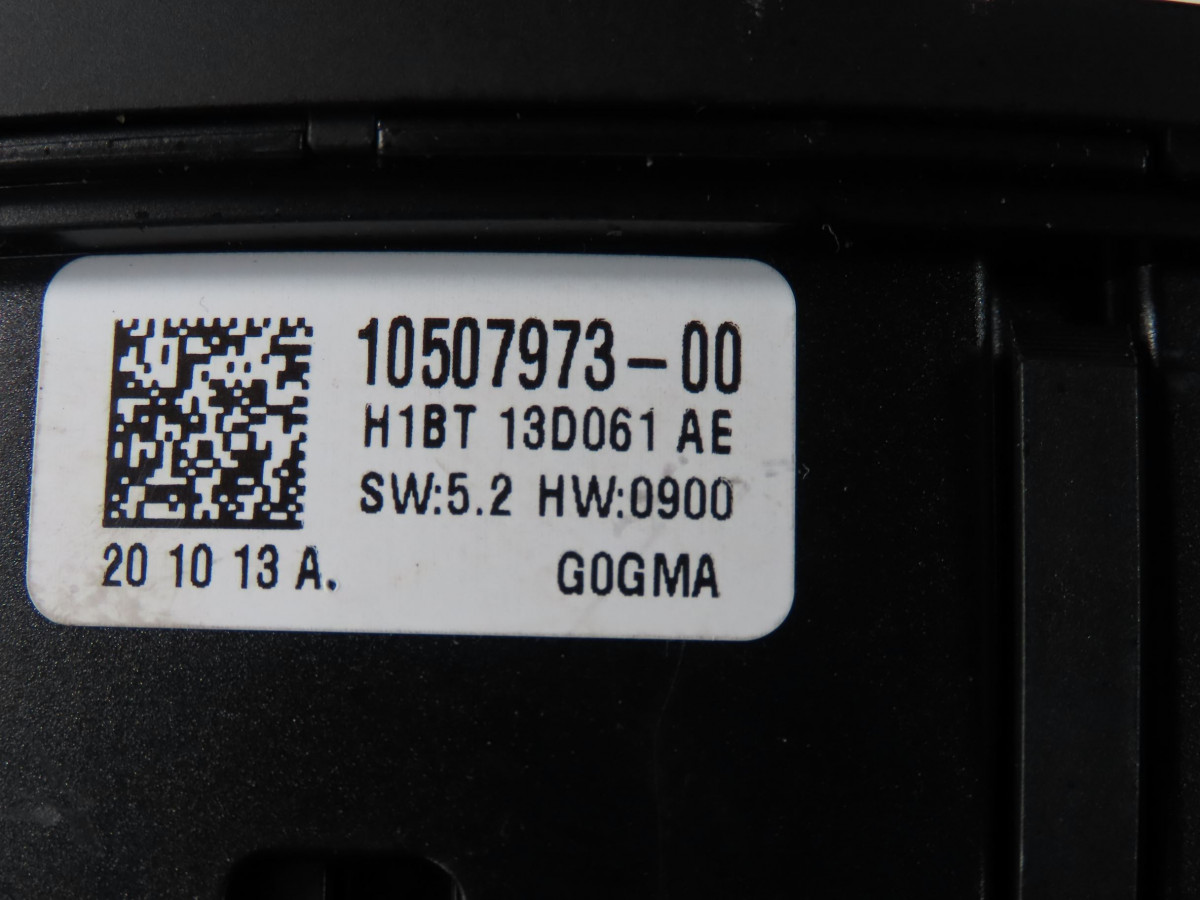 10507973-00
H1BT 13D061 AE
SW:5.2 HW:0900
20 10 13 A. G0GMA